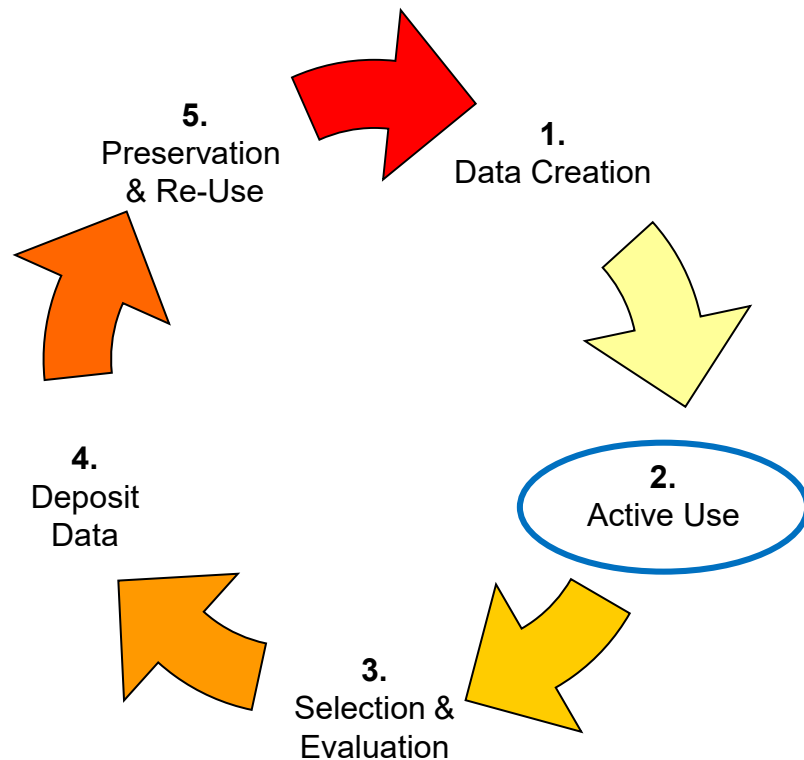 1.
Data Creation
2.
Active Use
3.
Selection &
Evaluation
4.
Deposit
Data
5.
Preservation
& Re-Use